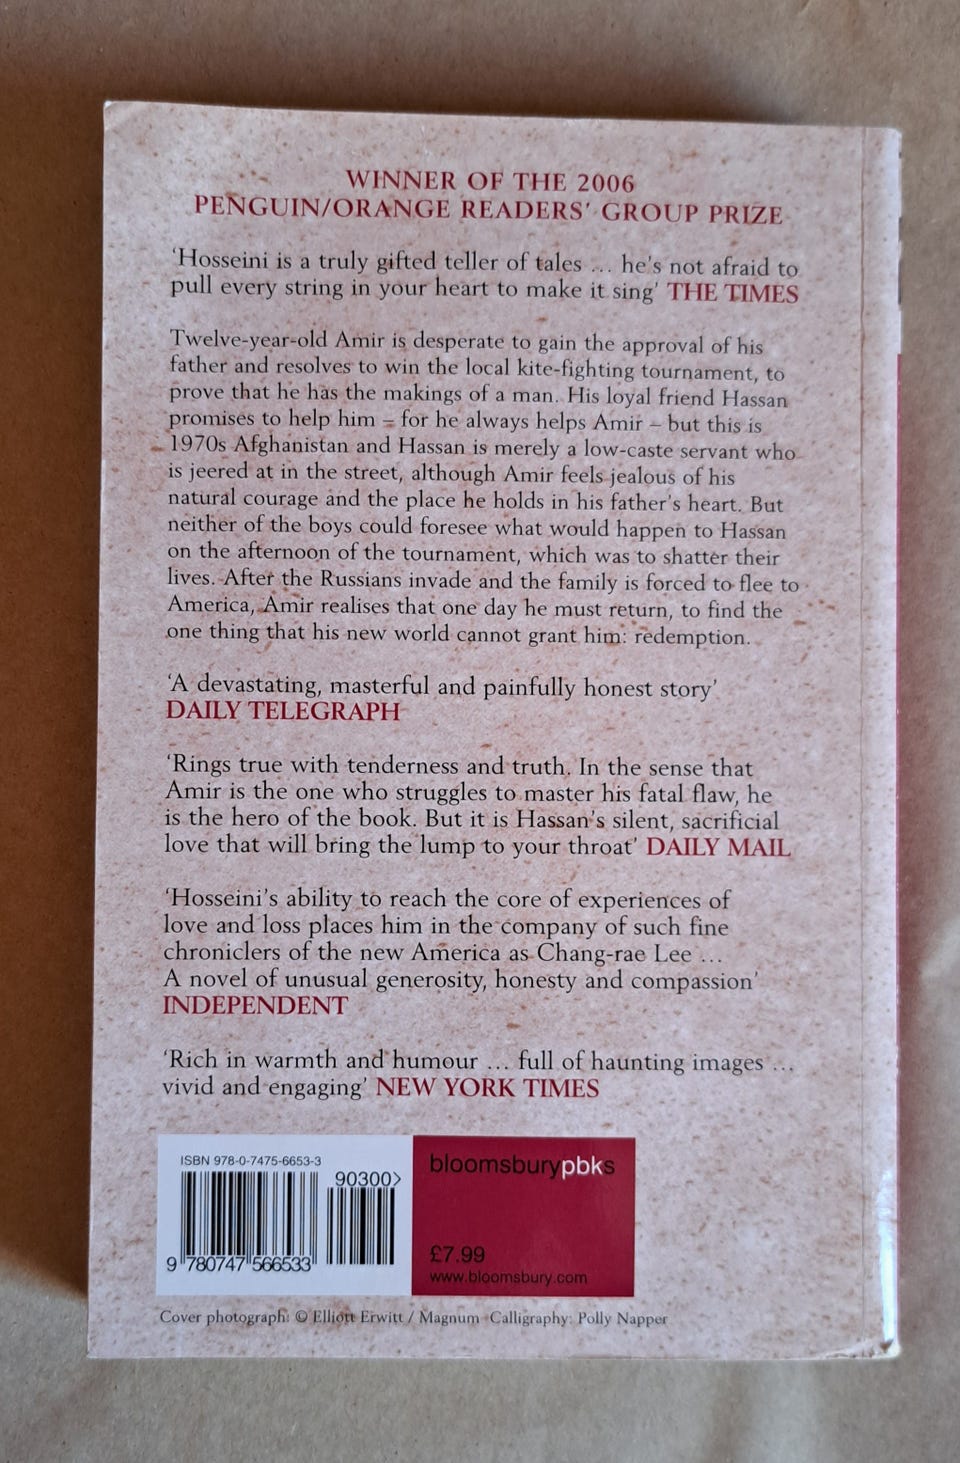 WINNER OF THE 2006
PENGUIN/ORANGE READERS' GROUP PRIZE
'Hosseini is a truly gifted teller of tales ... he's not afraid to
pull every string in your heart to make it sing' THE TIMES
Twelve-year-old Amir is desperate to gain the approval of his
father and resolves to win the local kite-fighting tournament, to
prove that he has the makings of a man. His loyal friend Hassan
promises to help him – for he always helps Amir – but this is
1970s Afghanistan and Hassan is merely a low-caste servant who
is jeered at in the street, although Amir feels jealous of his
natural courage and the place he holds in his father's heart. But
neither of the boys could foresee what would happen to Hassan
on the afternoon of the tournament, which was to shatter their
lives. After the Russians invade and the family is forced to flee to
America, Amir realises that one day he must return, to find the
one thing that his new world cannot grant him: redemption.
'A devastating, masterful and painfully honest story'
DAILY TELEGRAPH
'Rings true with tenderness and truth. In the sense that
Amir is the one who struggles to master his fatal flaw, he
is the hero of the book. But it is Hassan's silent, sacrificial
love that will bring the lump to your throat' DAILY MAIL
'Hosseini's ability to reach the core of experiences of
love and loss places him in the company of such fine
chroniclers of the new America as Chang-rae Lee ...
A novel of unusual generosity, honesty and compassion'
INDEPENDENT
'Rich in warmth and humour ... full of haunting images ...
vivid and engaging' NEW YORK TIMES
ISBN 978-0-7475-6653-3
90300>
9 780747 566533
bloomsburypbks
£7.99
www.bloomsbury.com
Cover photograph: © Elliott Erwitt / Magnum Calligraphy: Polly Napper